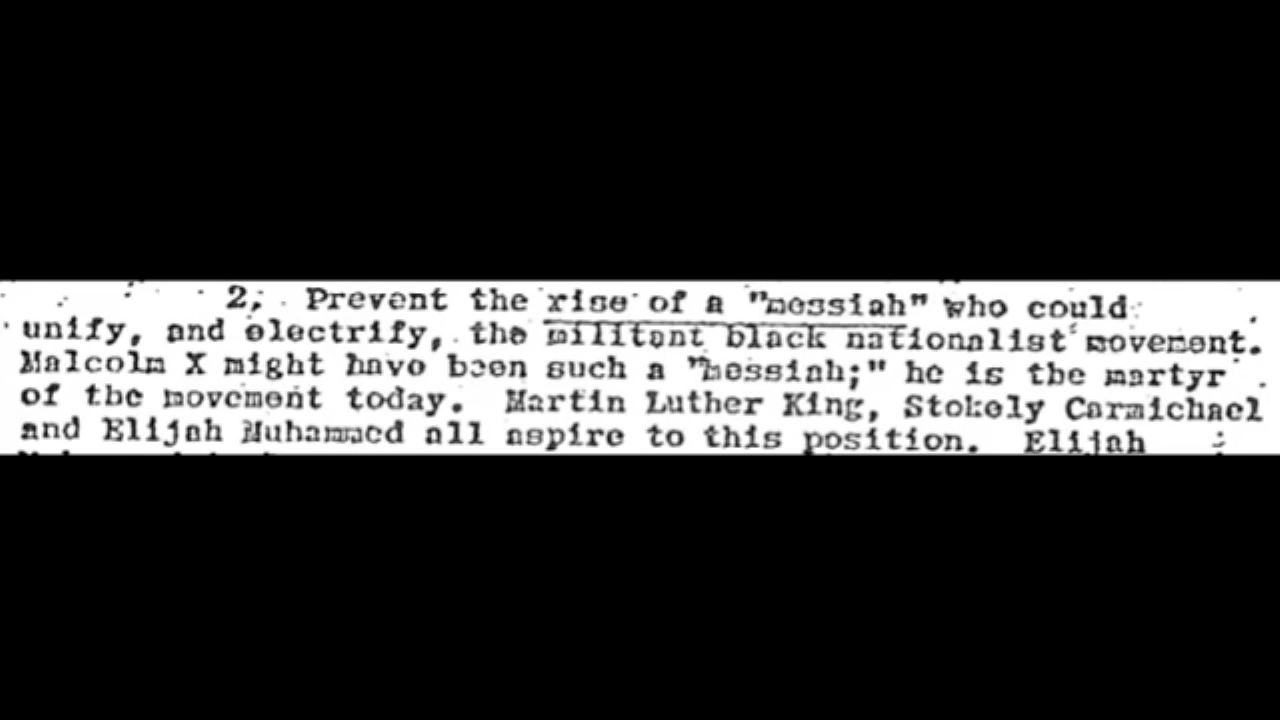 2. Prevent the rise of a "messiah" who could
unify, and electrify, the militant black nationalist movement.
Malcolm X might have been such a "messiah;" he is the martyr
of the movement today. Martin Luther King, Stokely Carmichael
and Elijah Muhammed all aspire to this position. Elijah